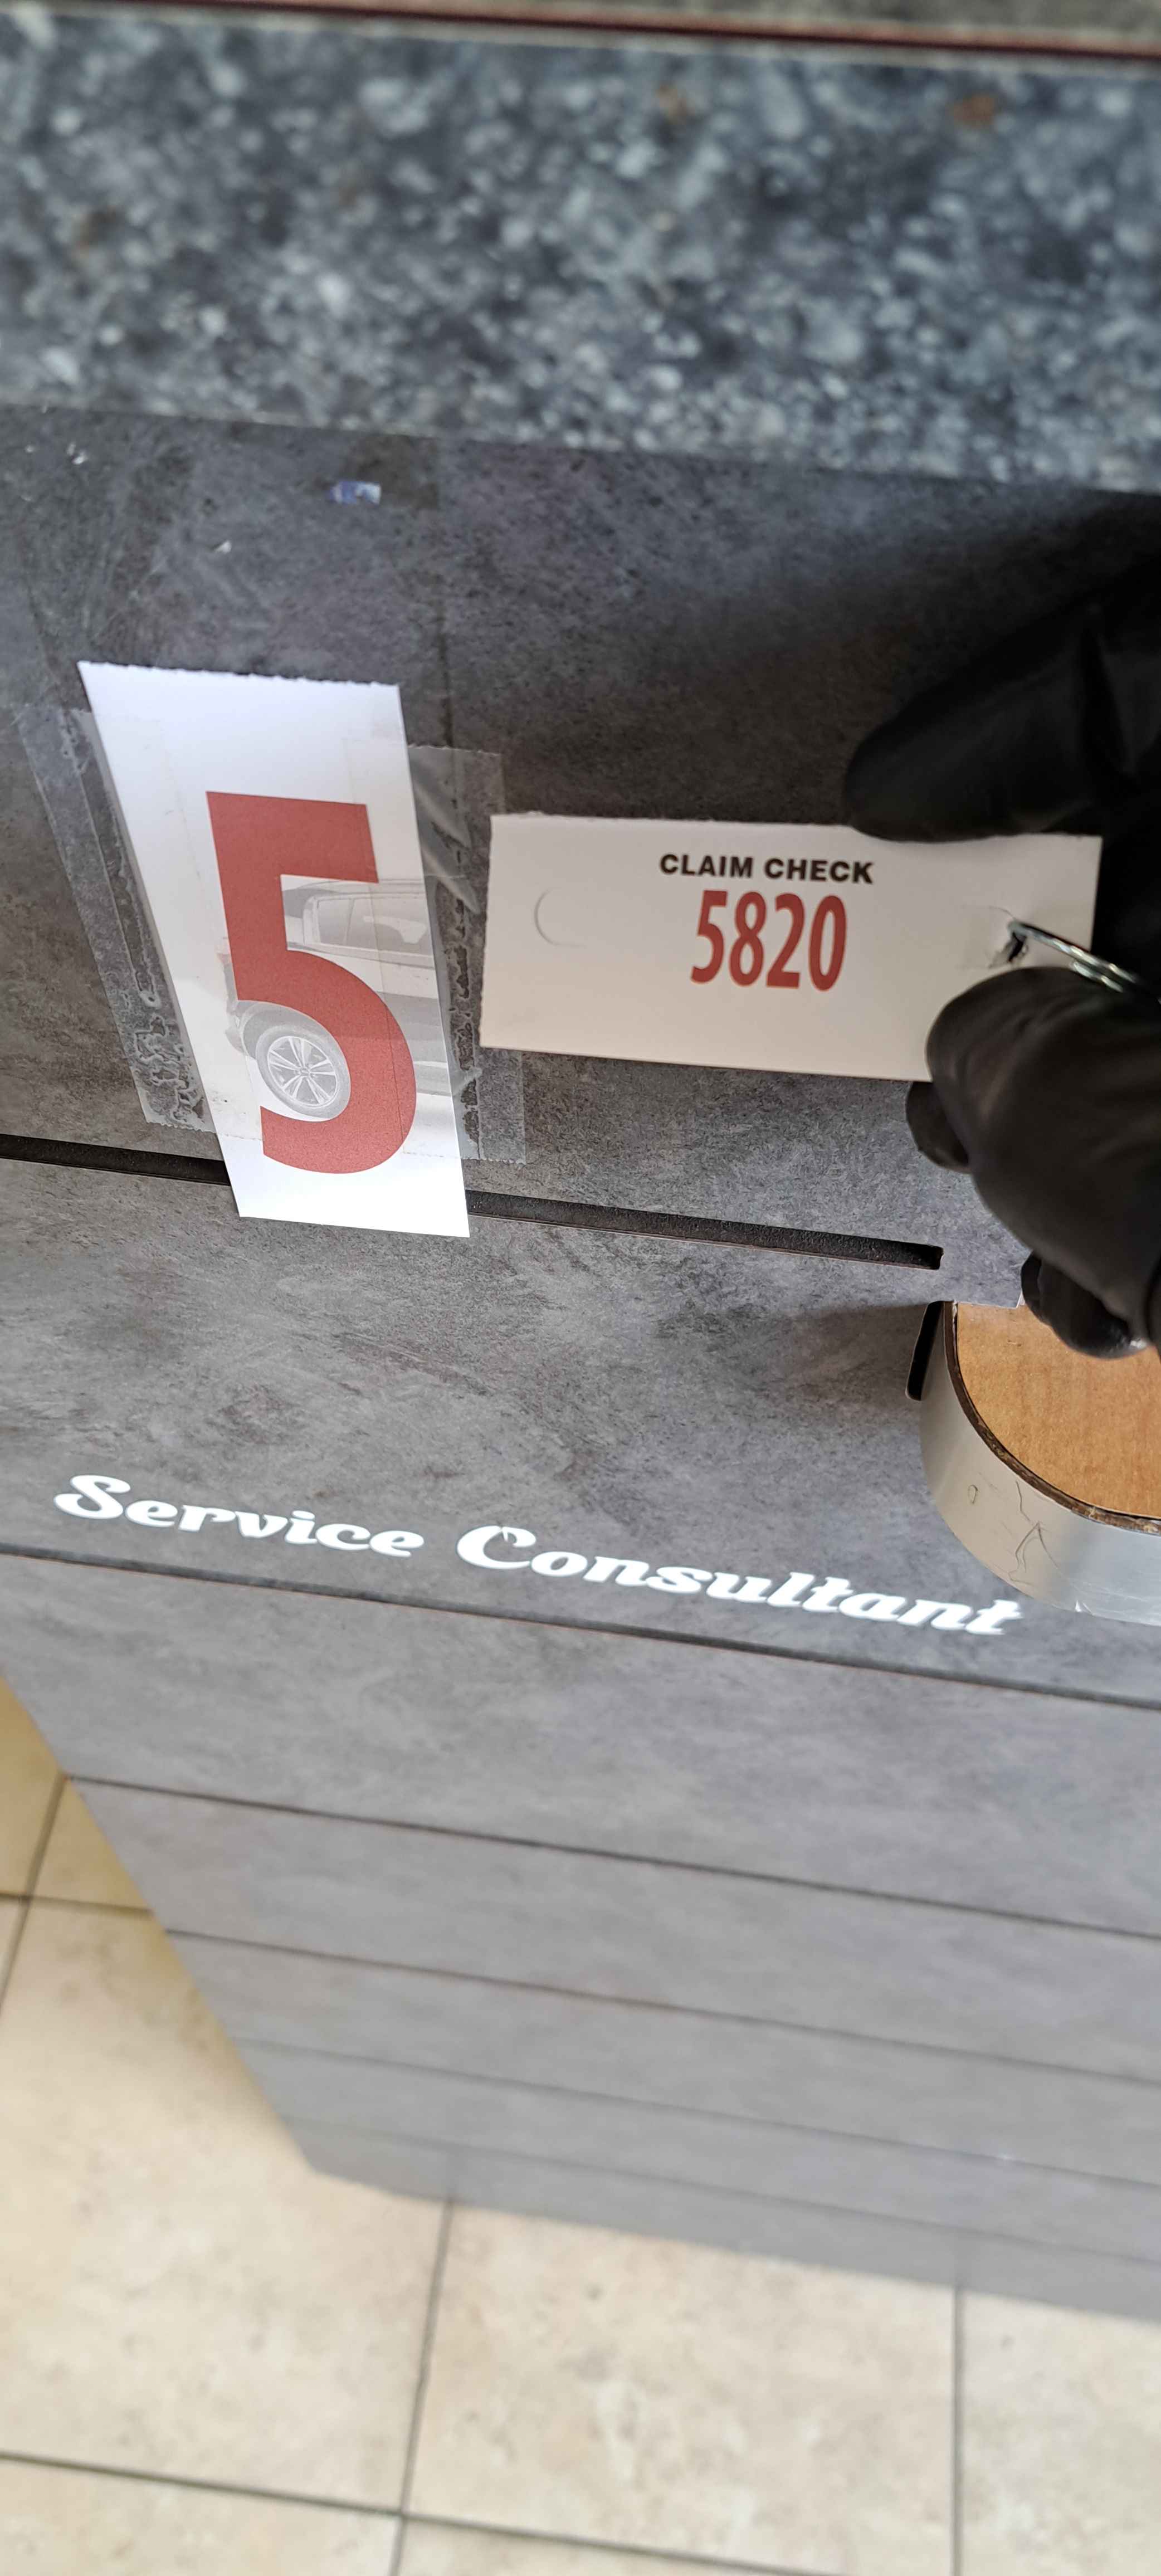 5
CLAIM CHECK
5820
Service Consultant